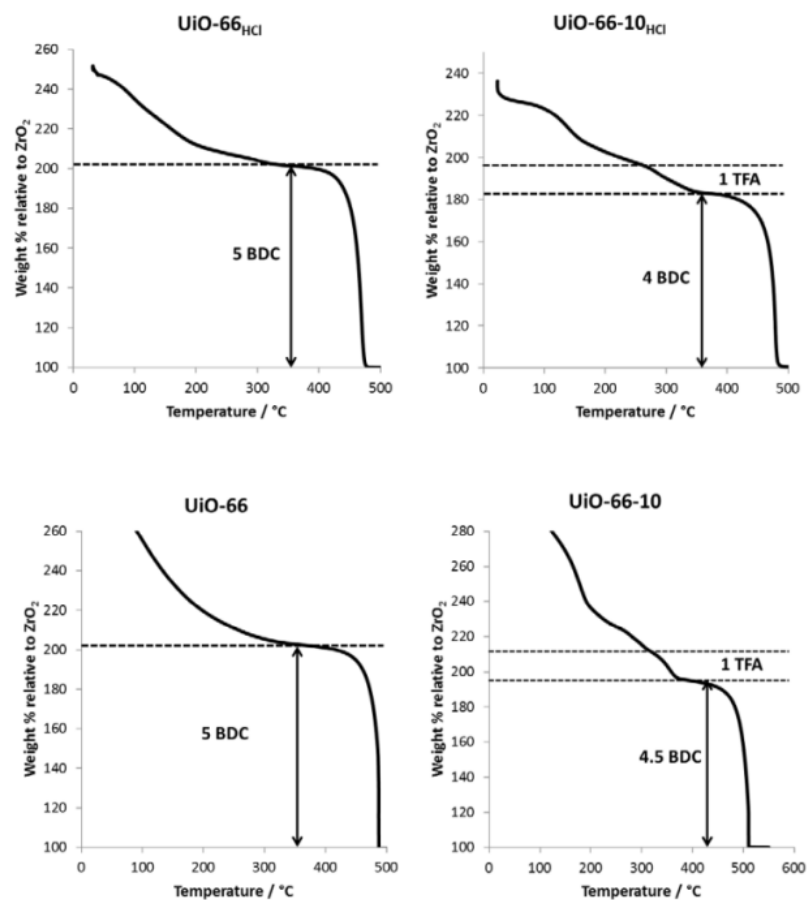 UiO-66HCl
Weight % relative to ZrO2
260
240
220
200
180
160
140
120
100
5 BDC
0 100 200 300 400 500
Temperature / °C
UiO-66-10HCl
Weight % relative to ZrO2
240
220
200
180
160
140
120
100
1 TFA
4 BDC
0 100 200 300 400 500
Temperature / °C
UiO-66
Weight % relative to ZrO2
260
240
220
200
180
160
140
120
100
5 BDC
0 100 200 300 400 500
Temperature / °C
UiO-66-10
Weight % relative to ZrO2
280
260
240
220
200
180
160
140
120
100
1 TFA
4.5 BDC
0 100 200 300 400 500 600
Temperature / °C